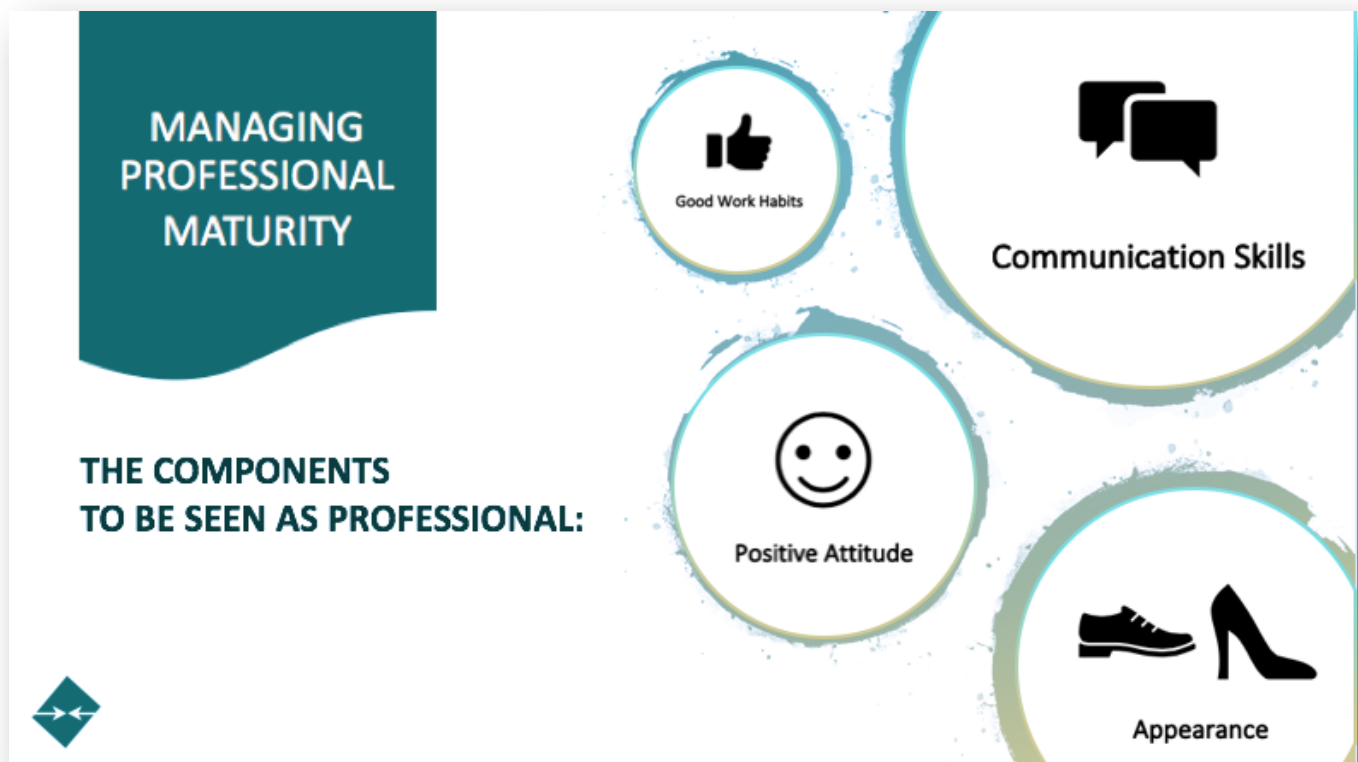 MANAGING
PROFESSIONAL
MATURITY
THE COMPONENTS
TO BE SEEN AS PROFESSIONAL:
Good Work Habits
Communication Skills
Positive Attitude
Appearance